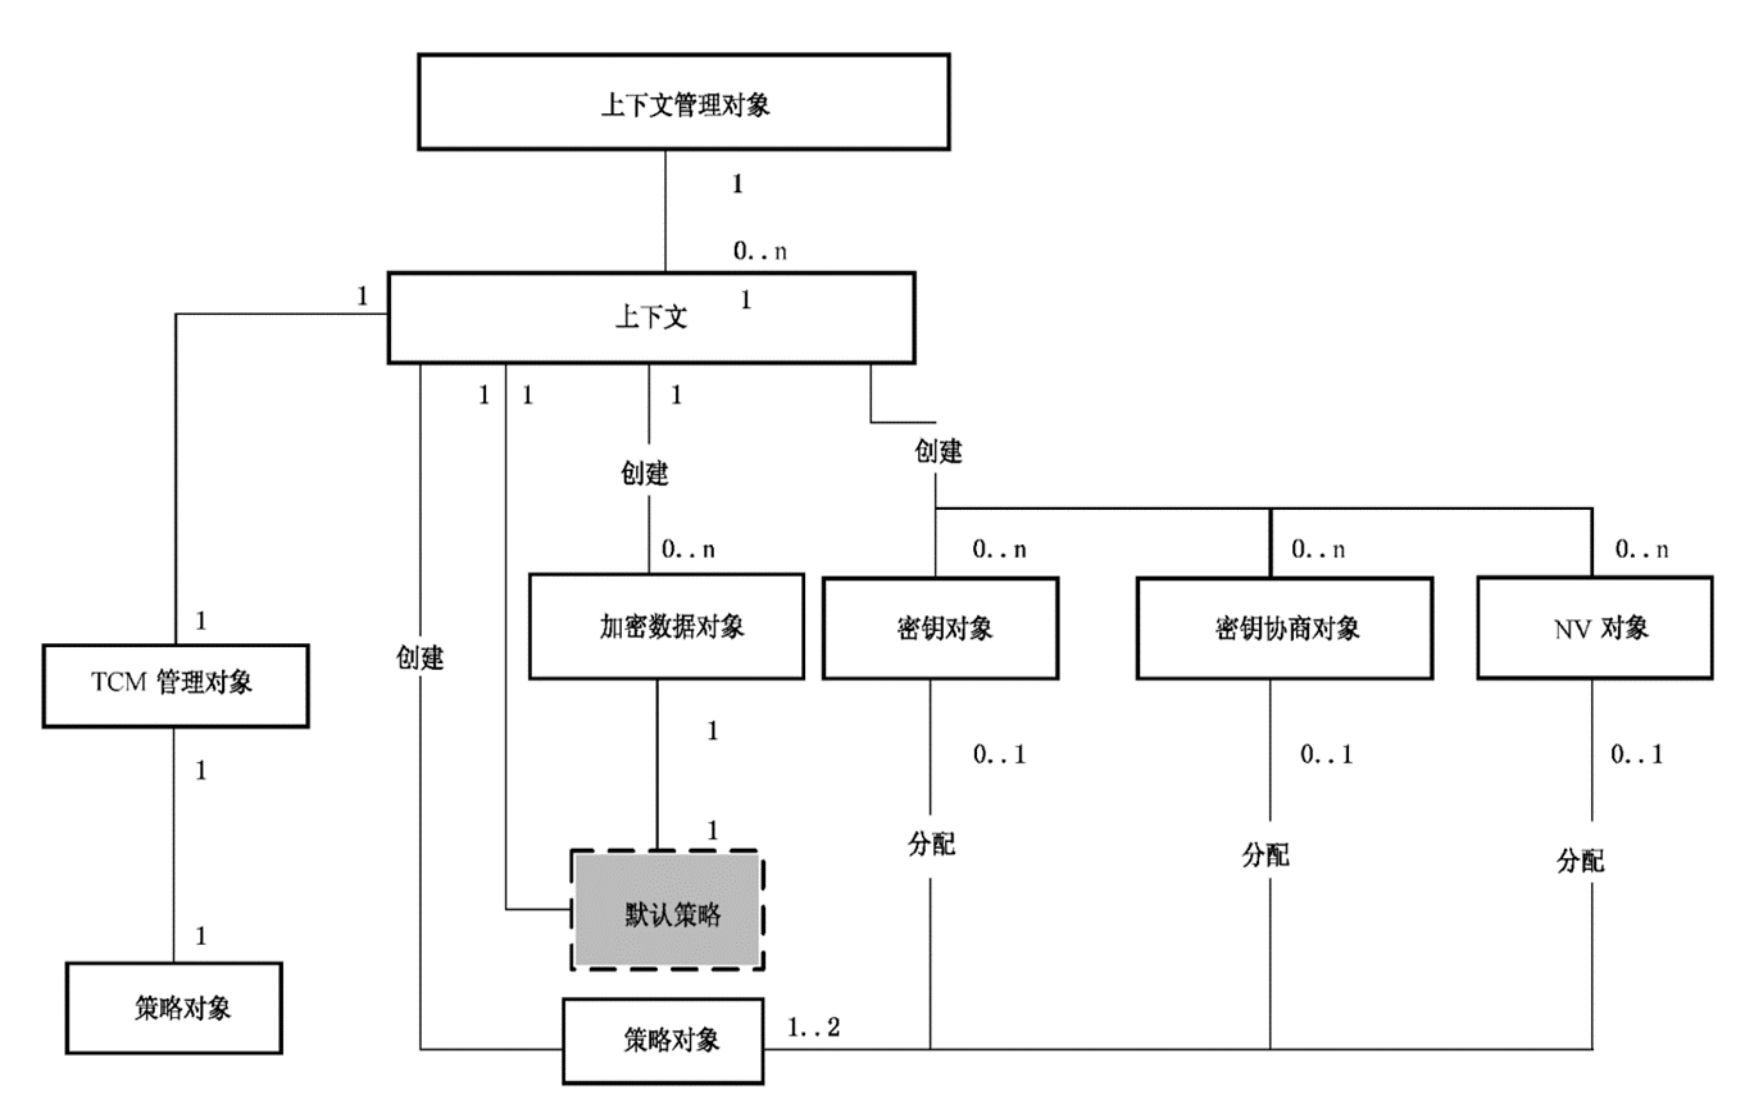 上下文管理对象
1
0..n
1
上下文
1
1
1
1
创建
创建
0..n
0..n
0..n
0..n
1
加密数据对象
密钥对象
密钥协商对象
NV 对象
创建
TCM 管理对象
1
0..1
0..1
0..1
1
1
分配
分配
分配
默认策略
1
策略对象
1..2
策略对象